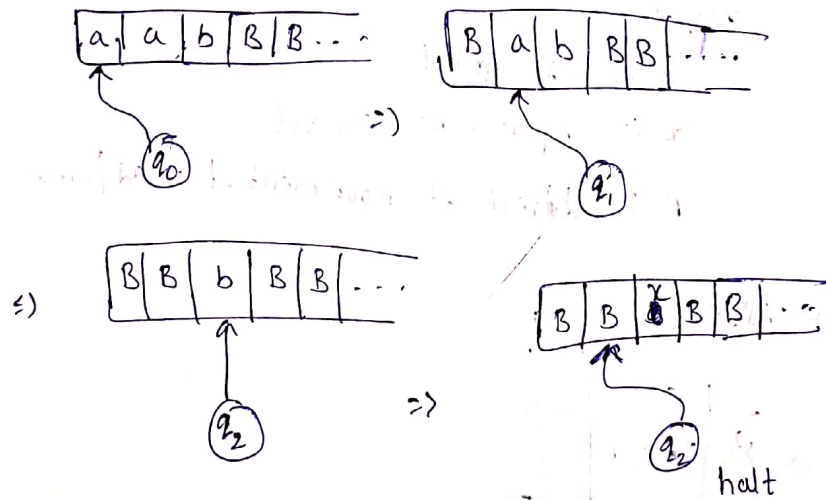 a a b B B ....
B a b B B .....
q0
=>
q1
B B b B B ...
B B x B B ...
=>
q2
=>
q2
halt